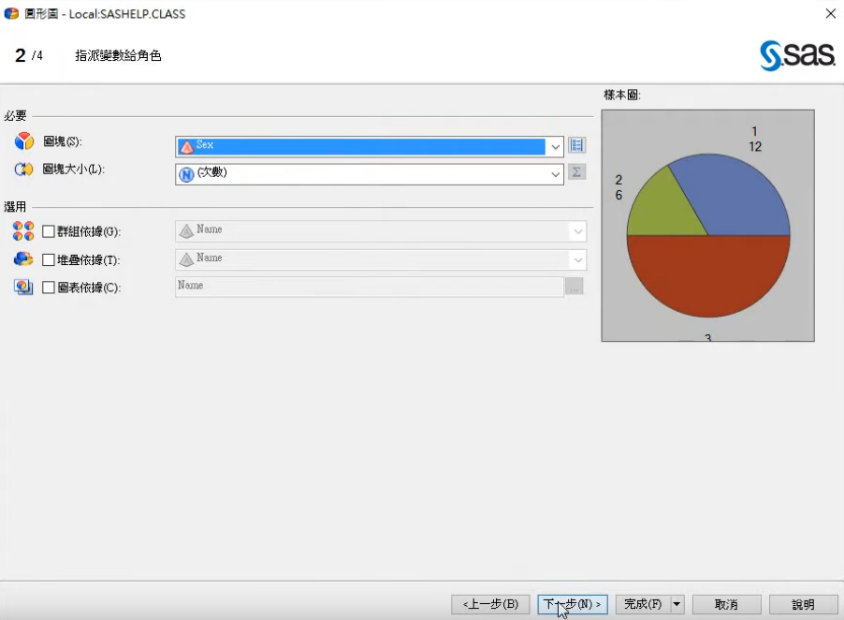 圓形圖 - Local:SASHELP.CLASS
2 /4 指派變數給角色
sas
樣本圖:
必要
圖塊(S): Sex
圖塊大小(L): (次數)
選用
群組依據(G): Name
堆疊依據(T): Name
圖表依據(C): Name
1
12
2
6
3
<上一步(B) 下一步(N) > 完成(F) 取消 說明